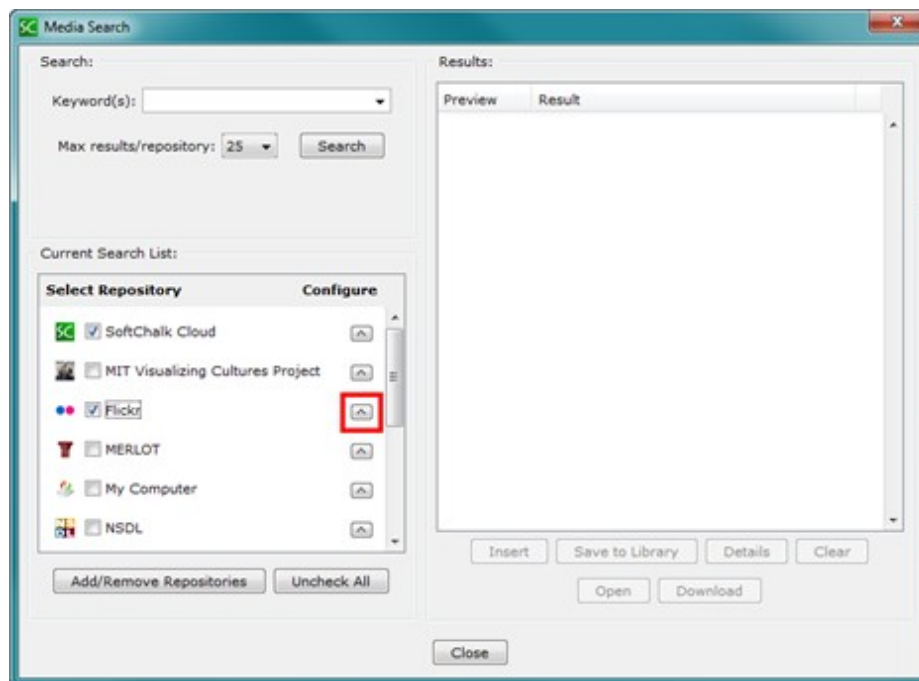 SC Media Search
Search:
Keyword(s):
Max results/repository: 25 Search
Current Search List:
Select Repository Configure
SC SoftChalk Cloud
MIT Visualizing Cultures Project
Flickr
MERLOT
My Computer
NSDL
Add/Remove Repositories Uncheck All
Results:
Preview Result
Insert Save to Library Details Clear
Open Download
Close